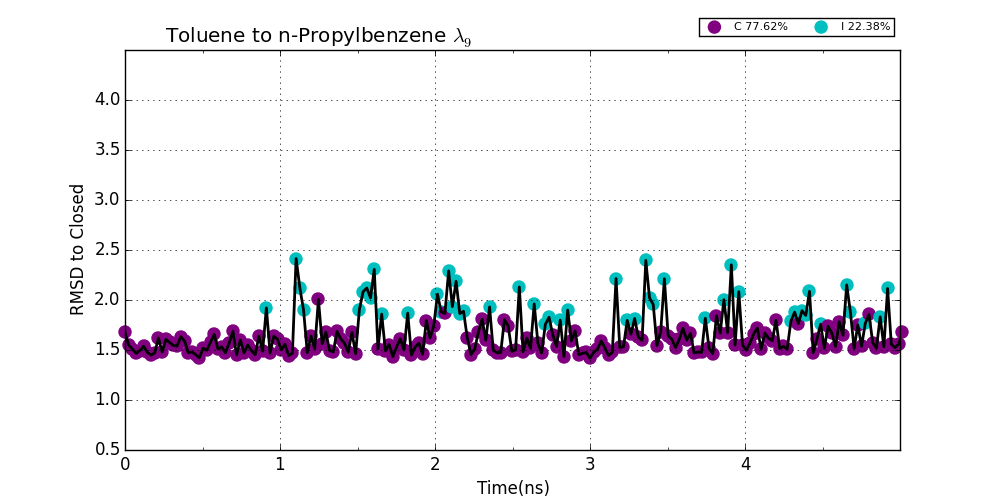 Toluene to n-Propylbenzene λ₉
C 77.62% I 22.38%
4.0
3.5
3.0
2.5
2.0
1.5
1.0
0.5
RMSD to Closed
0 1 2 3 4
Time(ns)